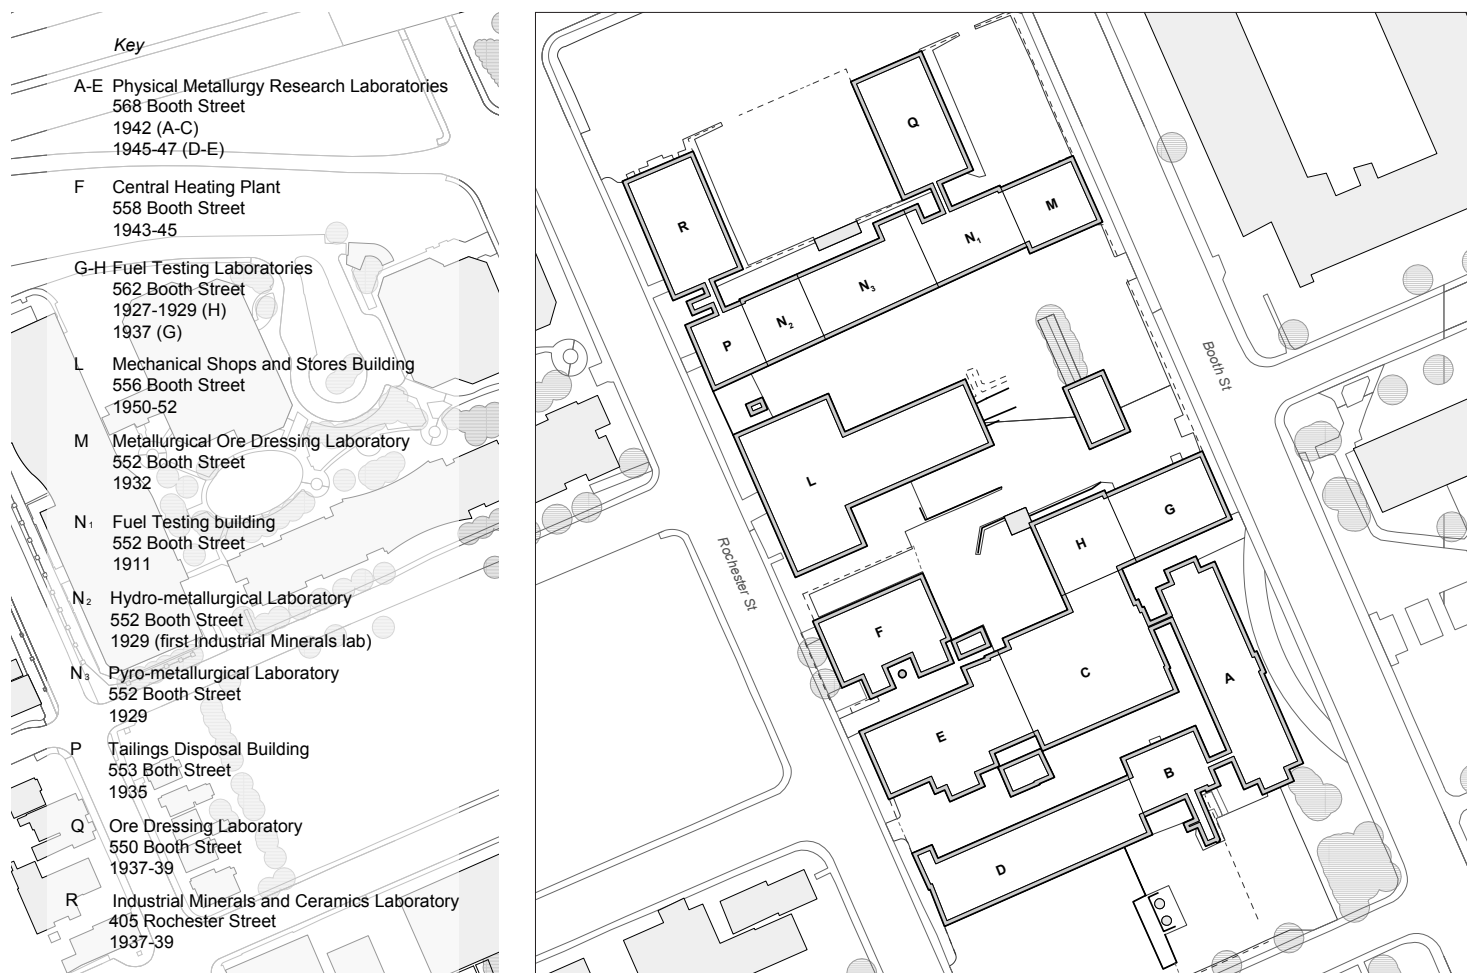 Key
A-E Physical Metallurgy Research Laboratories
568 Booth Street
1942 (A-C)
1945-47 (D-E)
F Central Heating Plant
558 Booth Street
1943-45
G-H Fuel Testing Laboratories
562 Booth Street
1927-1929 (H)
1937 (G)
L Mechanical Shops and Stores Building
556 Booth Street
1950-52
M Metallurgical Ore Dressing Laboratory
552 Booth Street
1932
N₁ Fuel Testing building
552 Booth Street
1911
N₂ Hydro-metallurgical Laboratory
552 Booth Street
1929 (first Industrial Minerals lab)
N₃ Pyro-metallurgical Laboratory
552 Booth Street
1929
P Tailings Disposal Building
553 Both Street
1935
Q Ore Dressing Laboratory
550 Booth Street
1937-39
R Industrial Minerals and Ceramics Laboratory
405 Rochester Street
1937-39
Q
M
R
N₁
N₃
N₂
P
Booth St
L
G
H
Rochester St
F
C
A
E
B
D